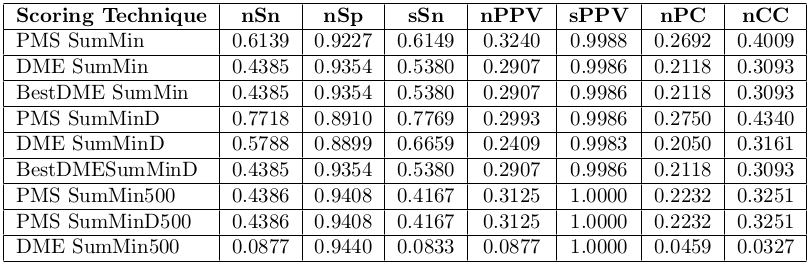 Scoring Technique nSn nSp sSn nPPV sPPV nPC nCC
PMS SumMin 0.6139 0.9227 0.6149 0.3240 0.9988 0.2692 0.4009
DME SumMin 0.4385 0.9354 0.5380 0.2907 0.9986 0.2118 0.3093
BestDME SumMin 0.4385 0.9354 0.5380 0.2907 0.9986 0.2118 0.3093
PMS SumMinD 0.7718 0.8910 0.7769 0.2993 0.9986 0.2750 0.4340
DME SumMinD 0.5788 0.8899 0.6659 0.2409 0.9983 0.2050 0.3161
BestDMESumMinD 0.4385 0.9354 0.5380 0.2907 0.9986 0.2118 0.3093
PMS SumMin500 0.4386 0.9408 0.4167 0.3125 1.0000 0.2232 0.3251
PMS SumMinD500 0.4386 0.9408 0.4167 0.3125 1.0000 0.2232 0.3251
DME SumMin500 0.0877 0.9440 0.0833 0.0877 1.0000 0.0459 0.0327